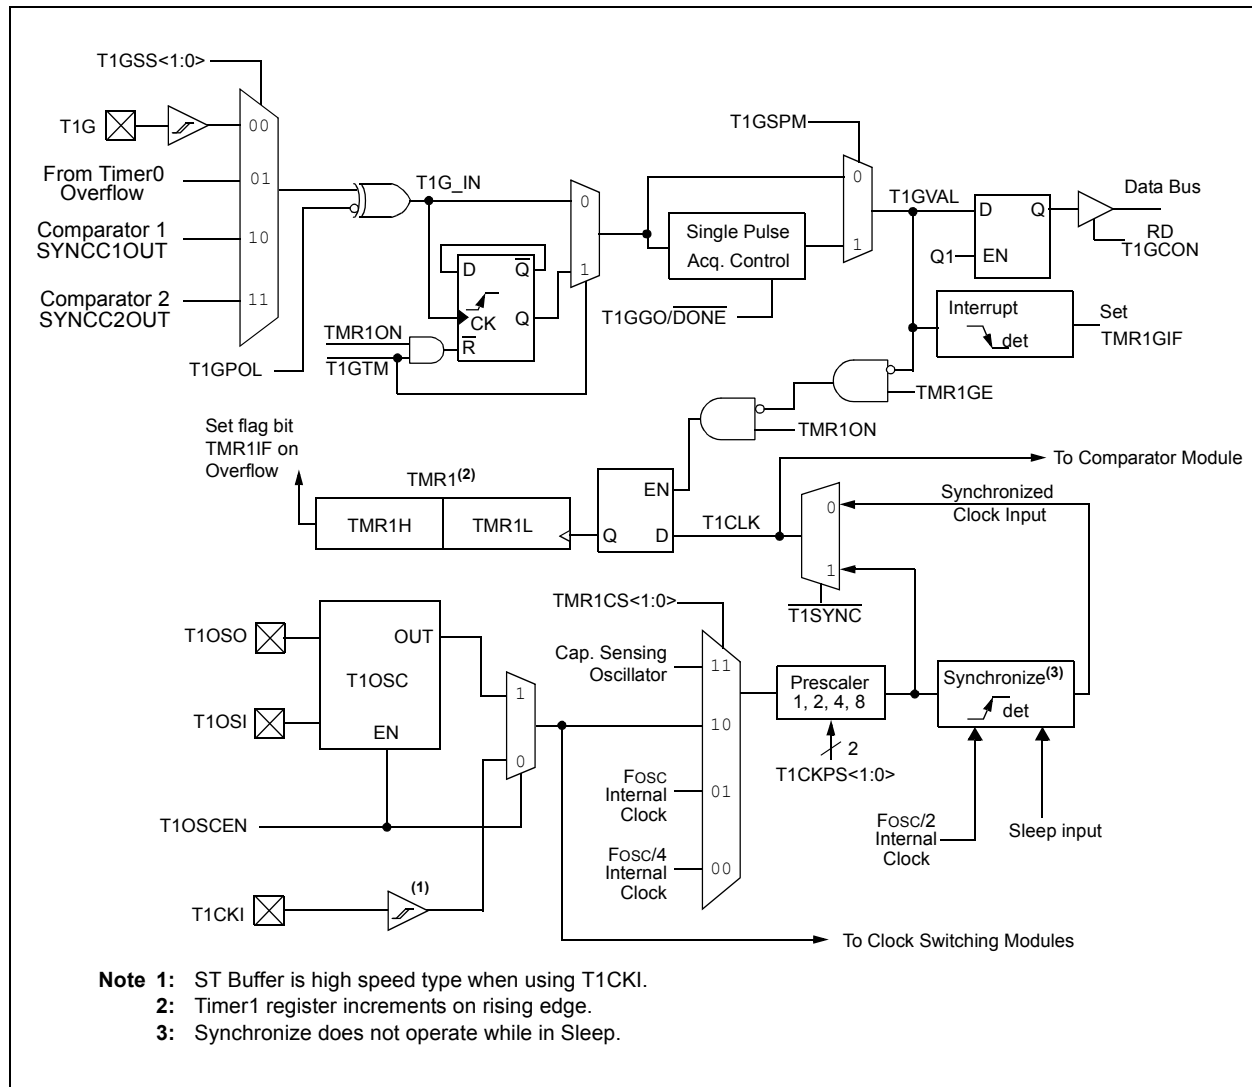 T1GSS<1:0>
T1G
00
From Timer0
Overflow
01
Comparator 1
SYNCC1OUT
10
Comparator 2
SYNCC2OUT
11
T1GPOL
T1G_IN
0
1
D
Q
CK
Q
R
TMR1ON
T1GTM
T1GSPM
Single Pulse
Acq. Control
T1GGO/DONE
0
1
T1GVAL
D
Q
Q1
EN
Data Bus
RD
T1GCON
Interrupt
det
Set
TMR1GIF
TMR1GE
TMR1ON
Set flag bit
TMR1IF on
Overflow
TMR1(2)
TMR1H
TMR1L
EN
Q
D
T1CLK
To Comparator Module
0
1
Synchronized
Clock Input
T1SYNC
T1OSO
T1OSI
OUT
T1OSC
EN
1
0
T1OSCEN
T1CKI
(1)
TMR1CS<1:0>
Cap. Sensing
Oscillator
11
10
FOSC
Internal
Clock
01
FOSC/4
Internal
Clock
00
Prescaler
1, 2, 4, 8
2
T1CKPS<1:0>
Synchronize(3)
det
FOSC/2
Internal
Clock
Sleep input
To Clock Switching Modules
Note 1: ST Buffer is high speed type when using T1CKI.
2: Timer1 register increments on rising edge.
3: Synchronize does not operate while in Sleep.